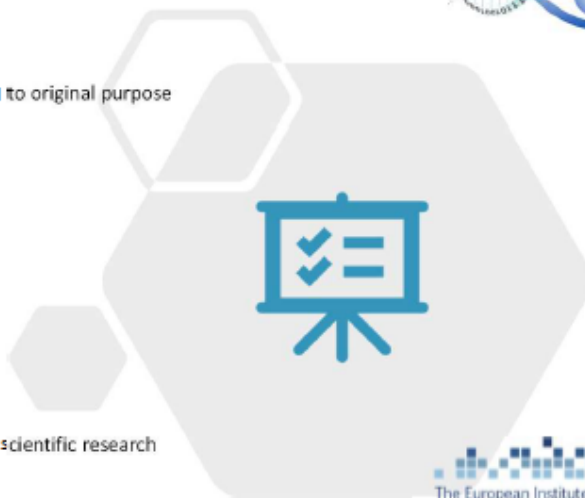 to original purpose
scientific research
The European Institute